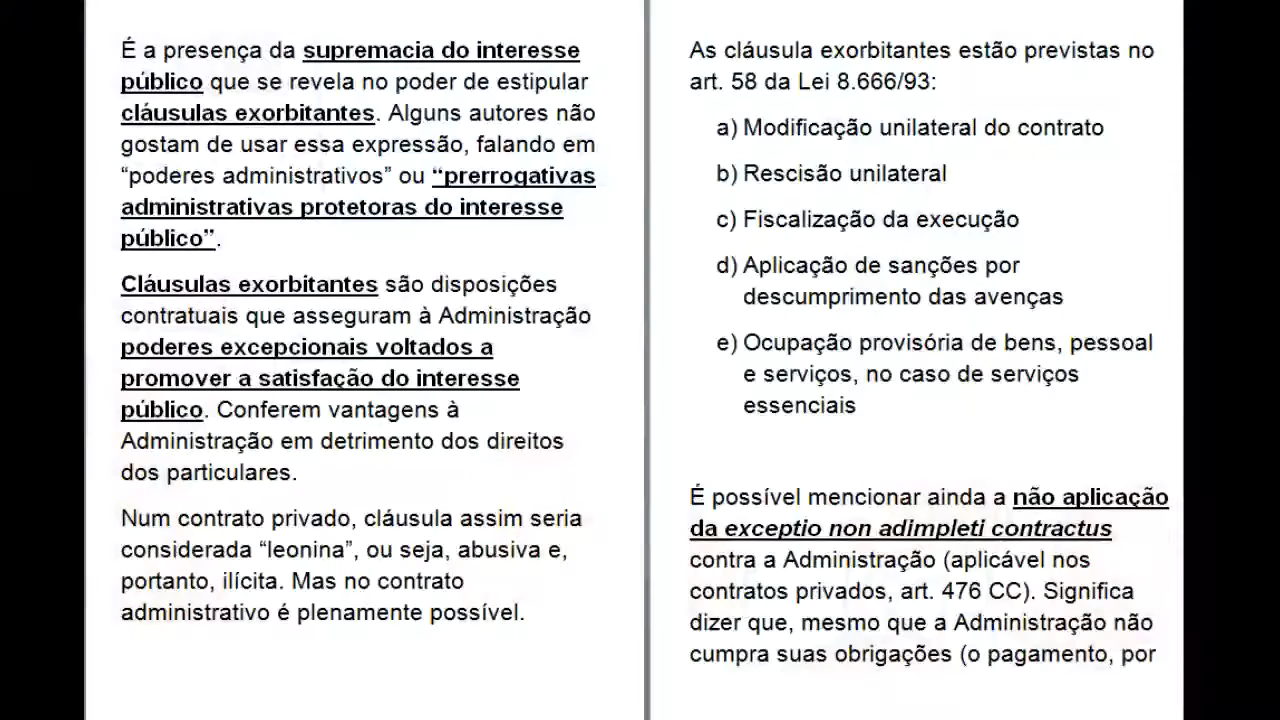 É a presença da supremacia do interesse
público que se revela no poder de estipular
cláusulas exorbitantes. Alguns autores não
gostam de usar essa expressão, falando em
“poderes administrativos” ou “prerrogativas
administrativas protetoras do interesse
público”.
Cláusulas exorbitantes são disposições
contratuais que asseguram à Administração
poderes excepcionais voltados a
promover a satisfação do interesse
público. Conferem vantagens à
Administração em detrimento dos direitos
dos particulares.
Num contrato privado, cláusula assim seria
considerada “leonina”, ou seja, abusiva e,
portanto, ilícita. Mas no contrato
administrativo é plenamente possível.
As cláusula exorbitantes estão previstas no
art. 58 da Lei 8.666/93:
a) Modificação unilateral do contrato
b) Rescisão unilateral
c) Fiscalização da execução
d) Aplicação de sanções por
descumprimento das avenças
e) Ocupação provisória de bens, pessoal
e serviços, no caso de serviços
essenciais
É possível mencionar ainda a não aplicação
da exceptio non adimpleti contractus
contra a Administração (aplicável nos
contratos privados, art. 476 CC). Significa
dizer que, mesmo que a Administração não
cumpra suas obrigações (o pagamento, por